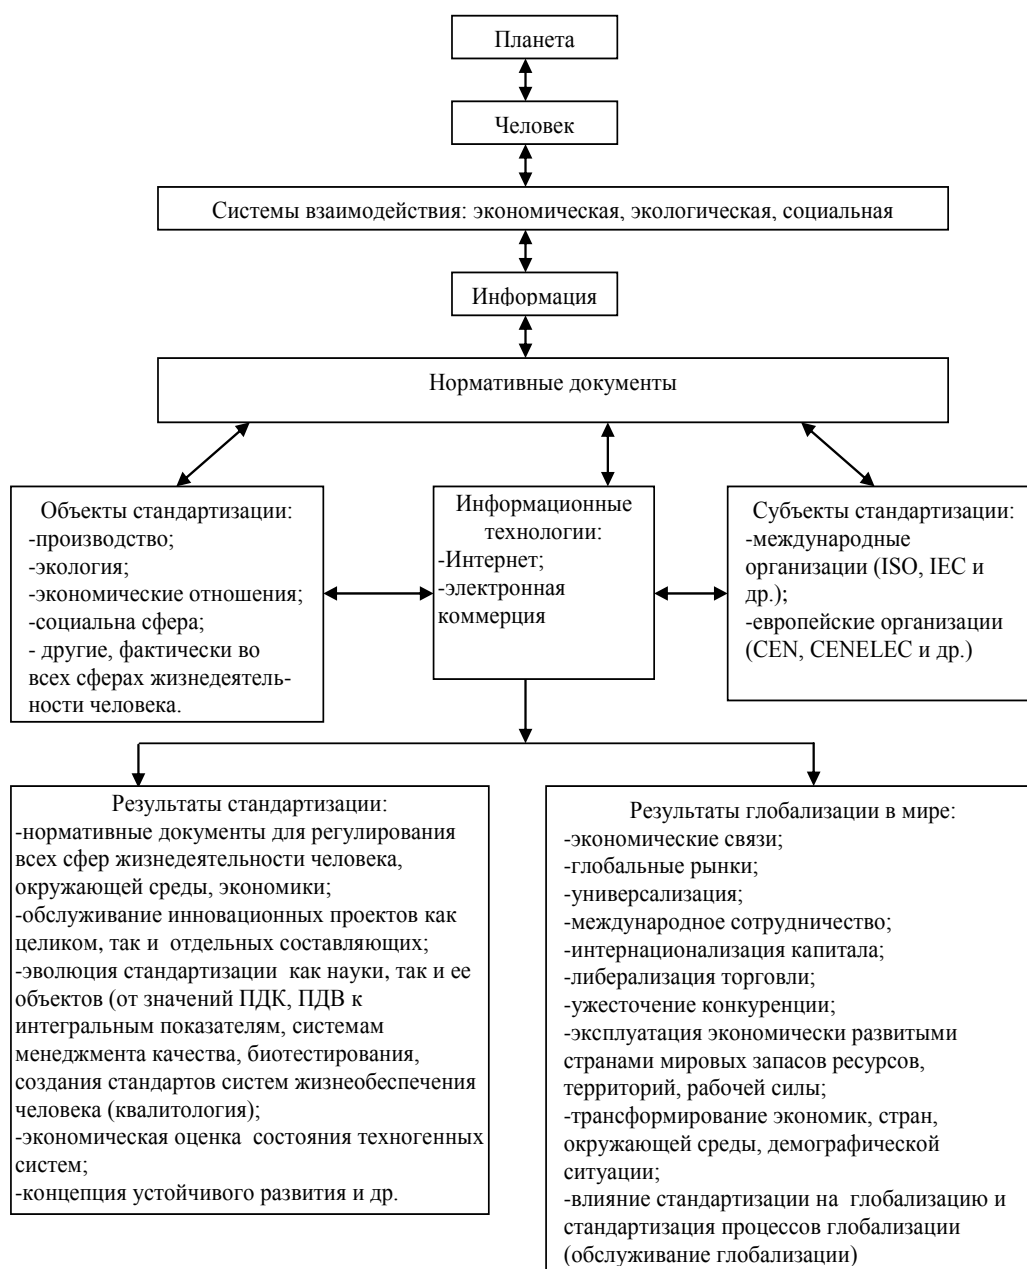 Планета
Человек
Системы взаимодействия: экономическая, экологическая, социальная
Информация
Нормативные документы
Объекты стандартизации:
-производство;
-экология;
-экономические отношения;
-социальна сфера;
- другие, фактически во
всех сферах жизнедеятель-
ности человека.
Информационные
технологии:
-Интернет;
-электронная
коммерция
Субъекты стандартизации:
-международные
организации (ISO, IEC и
др.);
-европейские организации
(CEN, CENELEC и др.)
Результаты стандартизации:
-нормативные документы для регулирования
всех сфер жизнедеятельности человека,
окружающей среды, экономики;
-обслуживание инновационных проектов как
целиком, так и отдельных составляющих;
-эволюция стандартизации как науки, так и ее
объектов (от значений ПДК, ПДВ к
интегральным показателям, системам
менеджмента качества, биотестирования,
создания стандартов систем жизнеобеспечения
человека (квалитология);
-экономическая оценка состояния техногенных
систем;
-концепция устойчивого развития и др.
Результаты глобализации в мире:
-экономические связи;
-глобальные рынки;
-универсализация;
-международное сотрудничество;
-интернационализация капитала;
-либерализация торговли;
-ужесточение конкуренции;
-эксплуатация экономически развитыми
странами мировых запасов ресурсов,
территорий, рабочей силы;
-трансформирование экономик, стран,
окружающей среды, демографической
ситуации;
-влияние стандартизации на глобализацию и
стандартизация процессов глобализации
(обслуживание глобализации)